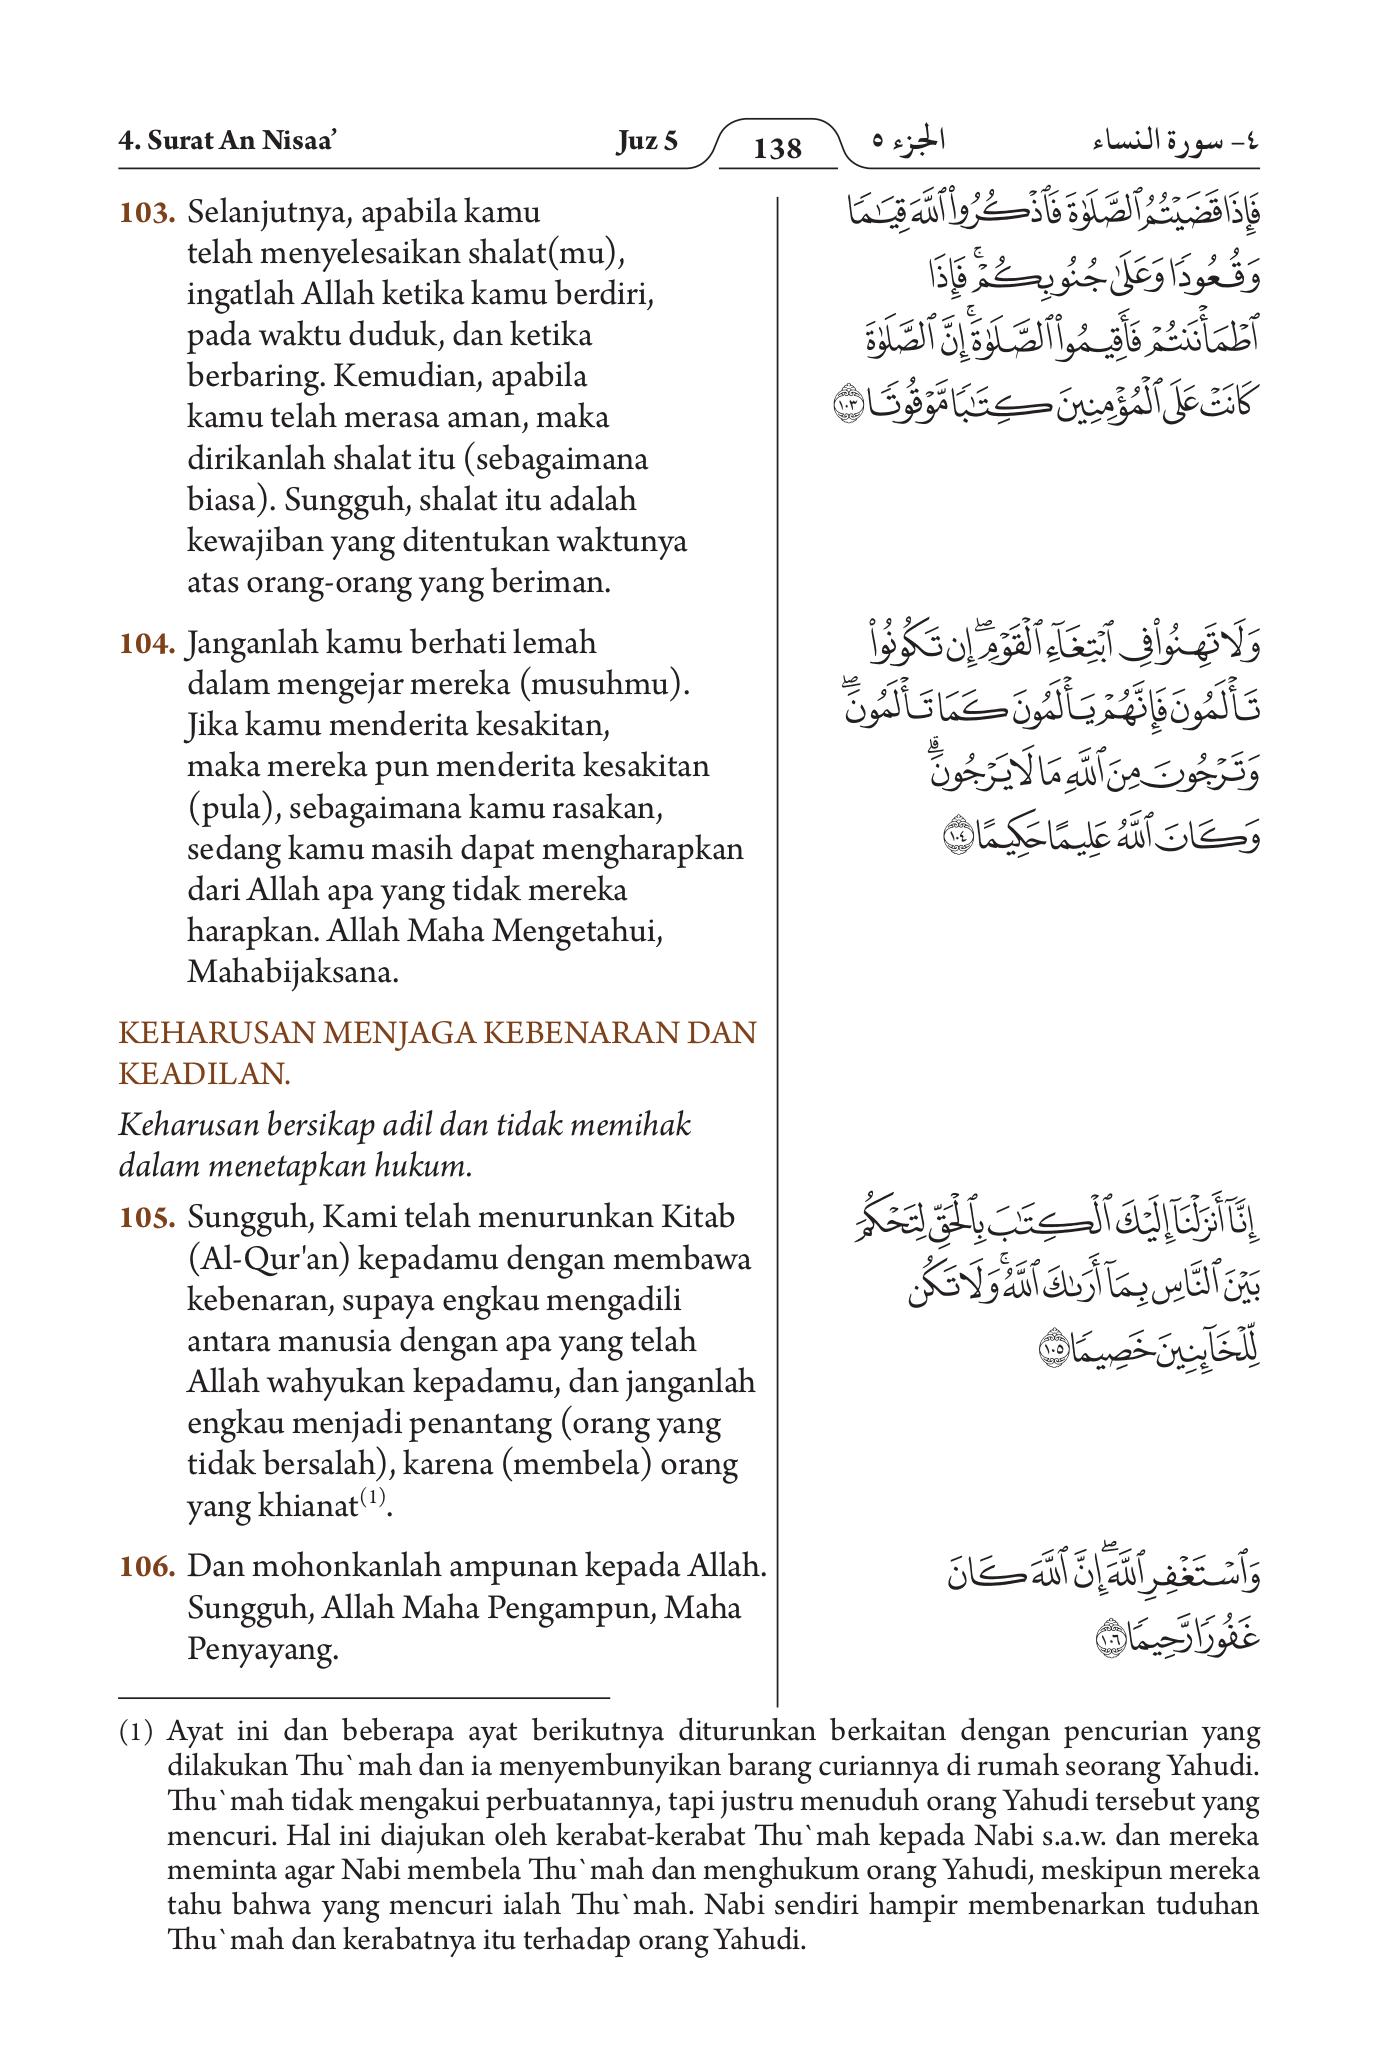 4. Surat An Nisaa’
Juz 5
138
الجزء ٥
٤- سورة النساء
103. Selanjutnya, apabila kamu
telah menyelesaikan shalat(mu),
ingatlah Allah ketika kamu berdiri,
pada waktu duduk, dan ketika
berbaring. Kemudian, apabila
kamu telah merasa aman, maka
dirikanlah shalat itu (sebagaimana
biasa). Sungguh, shalat itu adalah
kewajiban yang ditentukan waktunya
atas orang-orang yang beriman.
فَإِذَا قَضَيْتُمُ ٱلصَّلَوٰةَ فَٱذْكُرُوا۟ ٱللَّهَ قِيَٰمًا
وَقُعُودًا وَعَلَىٰ جُنُوبِكُمْ ۚ فَإِذَا
ٱطْمَأْنَنتُمْ فَأَقِيمُوا۟ ٱلصَّلَوٰةَ ۚ إِنَّ ٱلصَّلَوٰةَ
كَانَتْ عَلَى ٱلْمُؤْمِنِينَ كِتَٰبًا مَّوْقُوتًا ١٠٣
104. Janganlah kamu berhati lemah
dalam mengejar mereka (musuhmu).
Jika kamu menderita kesakitan,
maka mereka pun menderita kesakitan
(pula), sebagaimana kamu rasakan,
sedang kamu masih dapat mengharapkan
dari Allah apa yang tidak mereka
harapkan. Allah Maha Mengetahui,
Mahabijaksana.
وَلَا تَهِنُوا۟ فِى ٱبْتِغَآءِ ٱلْقَوْمِ ۖ إِن تَكُونُوا۟
تَأْلَمُونَ فَإِنَّهُمْ يَأْلَمُونَ كَمَا تَأْلَمُونَ ۖ
وَتَرْجُونَ مِنَ ٱللَّهِ مَا لَا يَرْجُونَ ۗ
وَكَانَ ٱللَّهُ عَلِيمًا حَكِيمًا ١٠٤
KEHARUSAN MENJAGA KEBENARAN DAN
KEADILAN.
Keharusan bersikap adil dan tidak memihak
dalam menetapkan hukum.
105. Sungguh, Kami telah menurunkan Kitab
(Al-Qur'an) kepadamu dengan membawa
kebenaran, supaya engkau mengadili
antara manusia dengan apa yang telah
Allah wahyukan kepadamu, dan janganlah
engkau menjadi penantang (orang yang
tidak bersalah), karena (membela) orang
yang khianat(1).
إِنَّآ أَنزَلْنَآ إِلَيْكَ ٱلْكِتَٰبَ بِٱلْحَقِّ لِتَحْكُمَ
بَيْنَ ٱلنَّاسِ بِمَآ أَرَىٰكَ ٱللَّهُ ۚ وَلَا تَكُن
لِّلْخَآئِنِينَ خَصِيمًا ١٠٥
106. Dan mohonkanlah ampunan kepada Allah.
Sungguh, Allah Maha Pengampun, Maha
Penyayang.
وَٱسْتَغْفِرِ ٱللَّهَ ۖ إِنَّ ٱللَّهَ كَانَ
غَفُورًا رَّحِيمًا ١٠٦
(1) Ayat ini dan beberapa ayat berikutnya diturunkan berkaitan dengan pencurian yang
dilakukan Thu`mah dan ia menyembunyikan barang curiannya di rumah seorang Yahudi.
Thu`mah tidak mengakui perbuatannya, tapi justru menuduh orang Yahudi tersebut yang
mencuri. Hal ini diajukan oleh kerabat-kerabat Thu`mah kepada Nabi s.a.w. dan mereka
meminta agar Nabi membela Thu`mah dan menghukum orang Yahudi, meskipun mereka
tahu bahwa yang mencuri ialah Thu`mah. Nabi sendiri hampir membenarkan tuduhan
Thu`mah dan kerabatnya itu terhadap orang Yahudi.